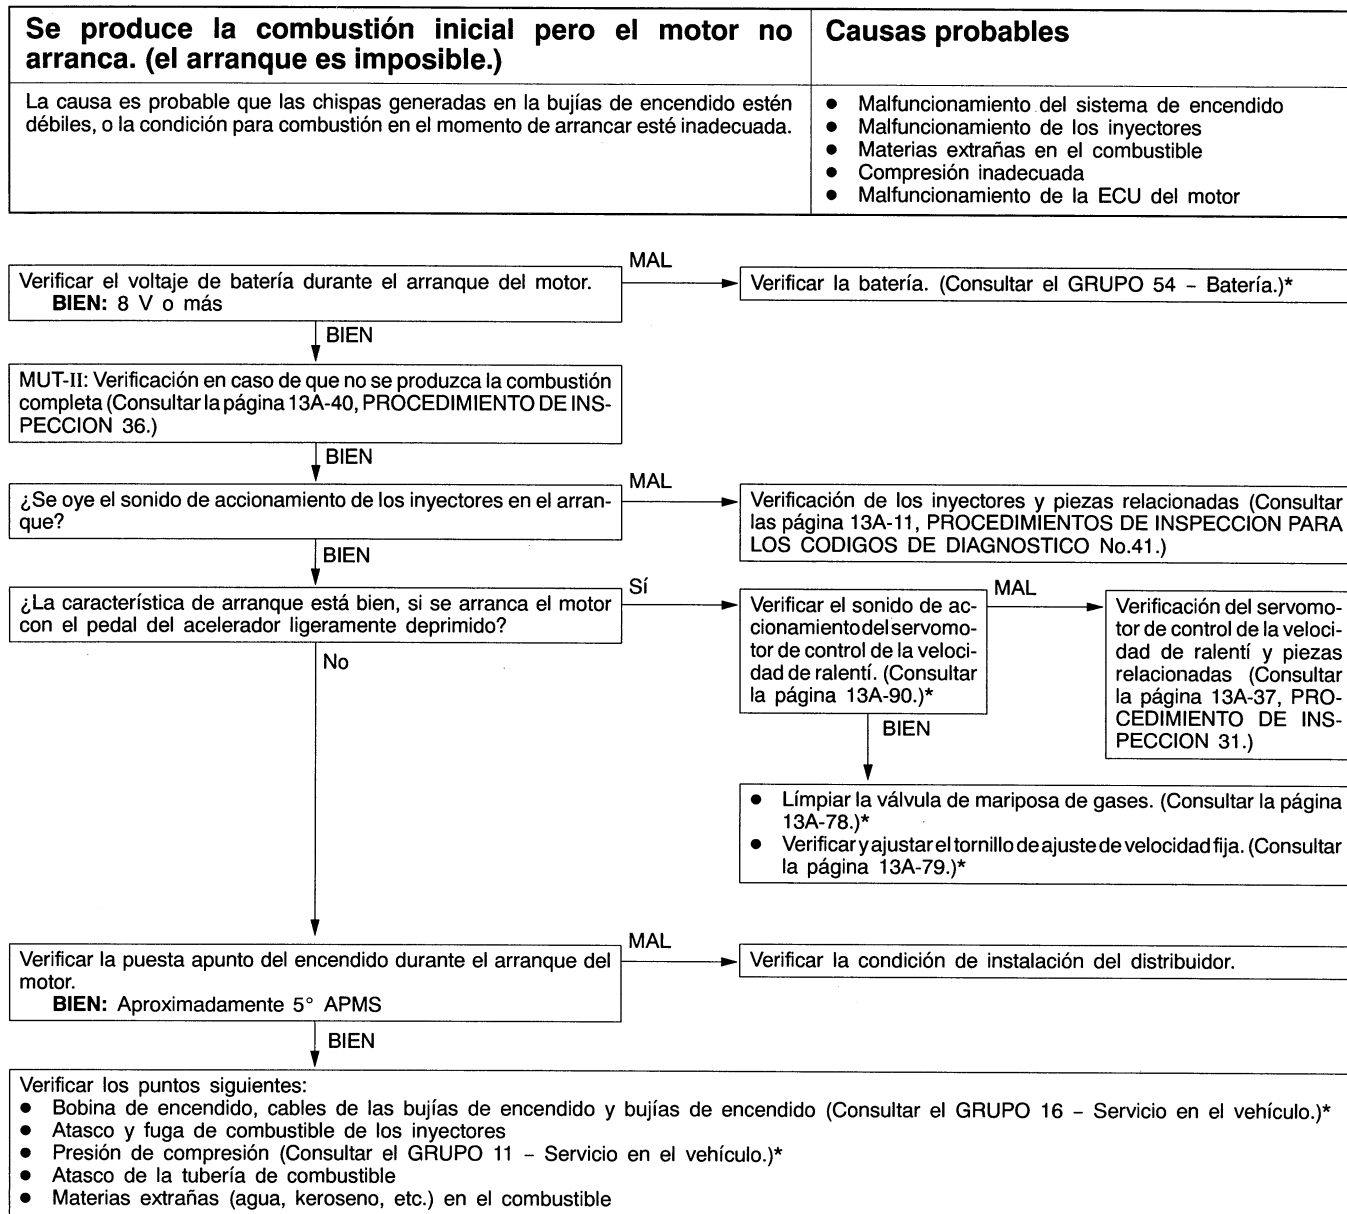 Se produce la combustión inicial pero el motor no
arranca. (el arranque es imposible.)
Causas probables
La causa es probable que las chispas generadas en la bujías de encendido estén
débiles, o la condición para combustión en el momento de arrancar esté inadecuada.
● Malfuncionamiento del sistema de encendido
● Malfuncionamiento de los inyectores
● Materias extrañas en el combustible
● Compresión inadecuada
● Malfuncionamiento de la ECU del motor
Verificar el voltaje de batería durante el arranque del motor.
BIEN: 8 V o más
MAL
Verificar la batería. (Consultar el GRUPO 54 – Batería.)*
BIEN
MUT-II: Verificación en caso de que no se produzca la combustión
completa (Consultar la página 13A-40, PROCEDIMIENTO DE INS-
PECCION 36.)
BIEN
¿Se oye el sonido de accionamiento de los inyectores en el arran-
que?
MAL
Verificación de los inyectores y piezas relacionadas (Consultar
las página 13A-11, PROCEDIMIENTOS DE INSPECCION PARA
LOS CODIGOS DE DIAGNOSTICO No.41.)
BIEN
¿La característica de arranque está bien, si se arranca el motor
con el pedal del acelerador ligeramente deprimido?
Sí
Verificar el sonido de ac-
cionamiento del servomo-
tor de control de la veloci-
dad de ralentí. (Consultar
la página 13A-90.)*
MAL
Verificación del servomo-
tor de control de la veloci-
dad de ralentí y piezas
relacionadas (Consultar
la página 13A-37, PRO-
CEDIMIENTO DE INS-
PECCION 31.)
No
BIEN
● Límpiar la válvula de mariposa de gases. (Consultar la página
13A-78.)*
● Verificar y ajustar el tornillo de ajuste de velocidad fija. (Consultar
la página 13A-79.)*
Verificar la puesta apunto del encendido durante el arranque del
motor.
BIEN: Aproximadamente 5° APMS
MAL
Verificar la condición de instalación del distribuidor.
BIEN
Verificar los puntos siguientes:
● Bobina de encendido, cables de las bujías de encendido y bujías de encendido (Consultar el GRUPO 16 – Servicio en el vehículo.)*
● Atasco y fuga de combustible de los inyectores
● Presión de compresión (Consultar el GRUPO 11 – Servicio en el vehículo.)*
● Atasco de la tubería de combustible
● Materias extrañas (agua, keroseno, etc.) en el combustible